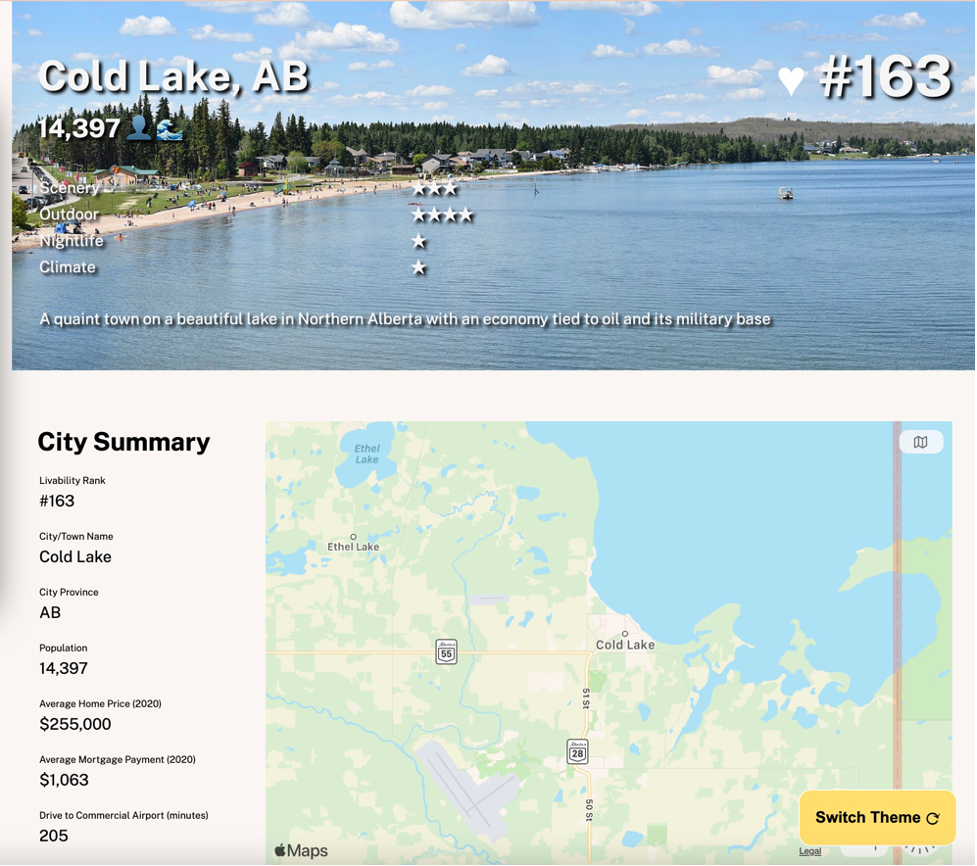 Cold Lake, AB
♥ #163
14,397 👤🌊
Scenery ★★★
Outdoor ★★★★
Nightlife ★
Climate ★
A quaint town on a beautiful lake in Northern Alberta with an economy tied to oil and its military base
City Summary
Livability Rank
#163
City/Town Name
Cold Lake
City Province
AB
Population
14,397
Average Home Price (2020)
$255,000
Average Mortgage Payment (2020)
$1,063
Drive to Commercial Airport (minutes)
205
Ethel
Lake
Ethel Lake
Cold Lake
Alberta
55
51 St
Alberta
28
50 St
Switch Theme
Maps
Legal